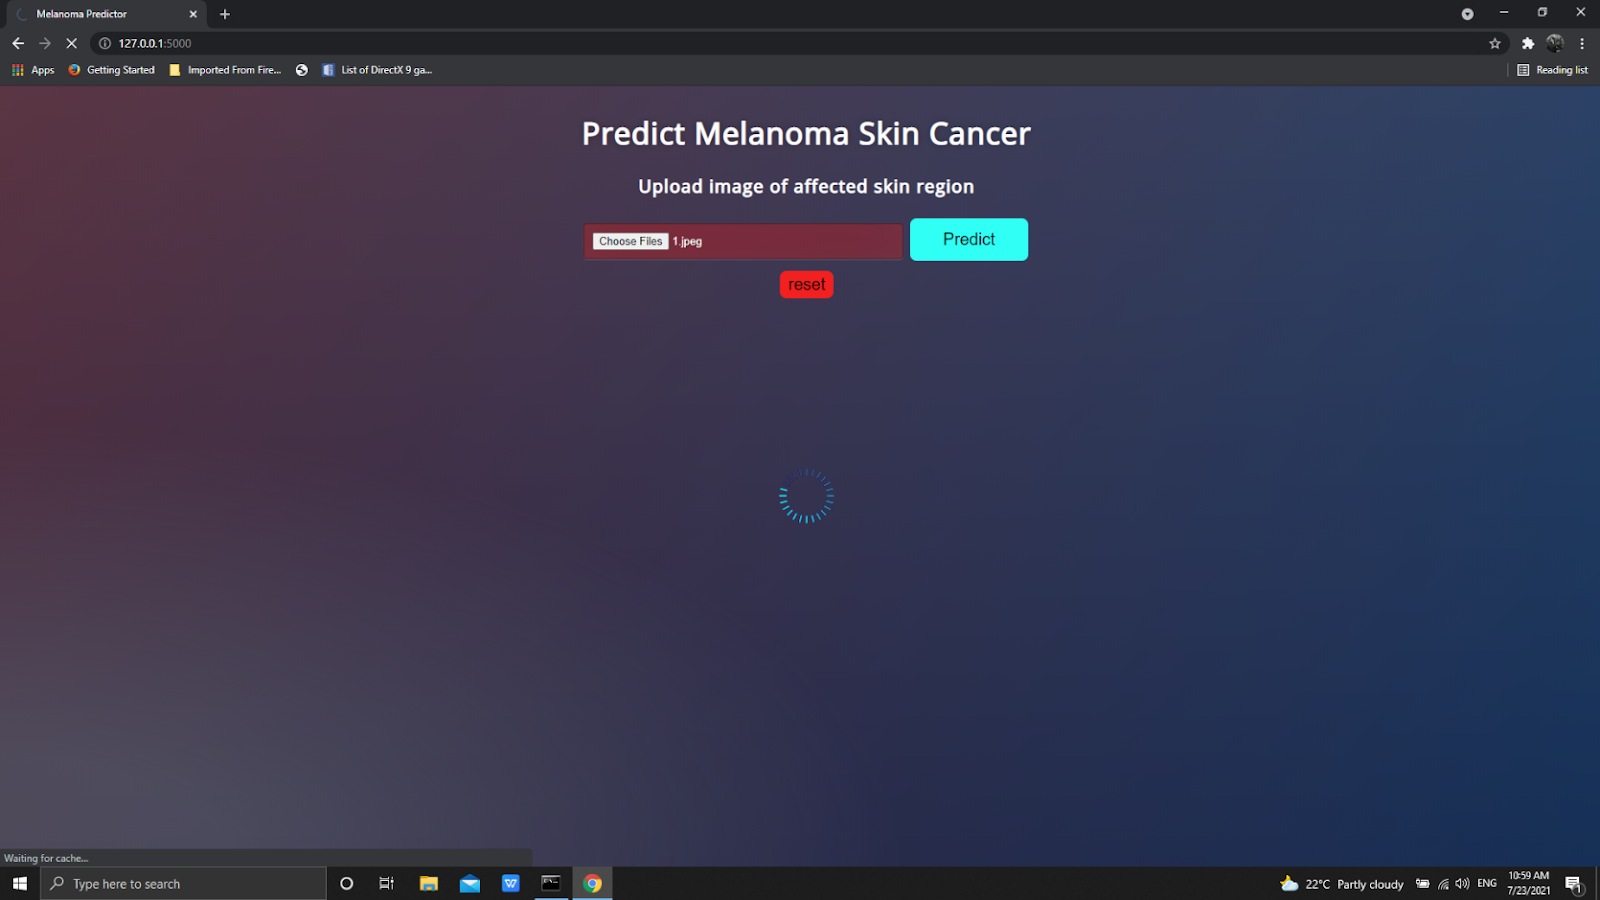 Melanoma Predictor
127.0.0.1:5000
Apps Getting Started Imported From Fire... List of DirectX 9 ga... Reading list
Predict Melanoma Skin Cancer
Upload image of affected skin region
Choose Files 1.jpeg Predict
reset
Waiting for cache...
Type here to search W 22°C Partly cloudy ENG 10:59 AM
7/23/2021 1